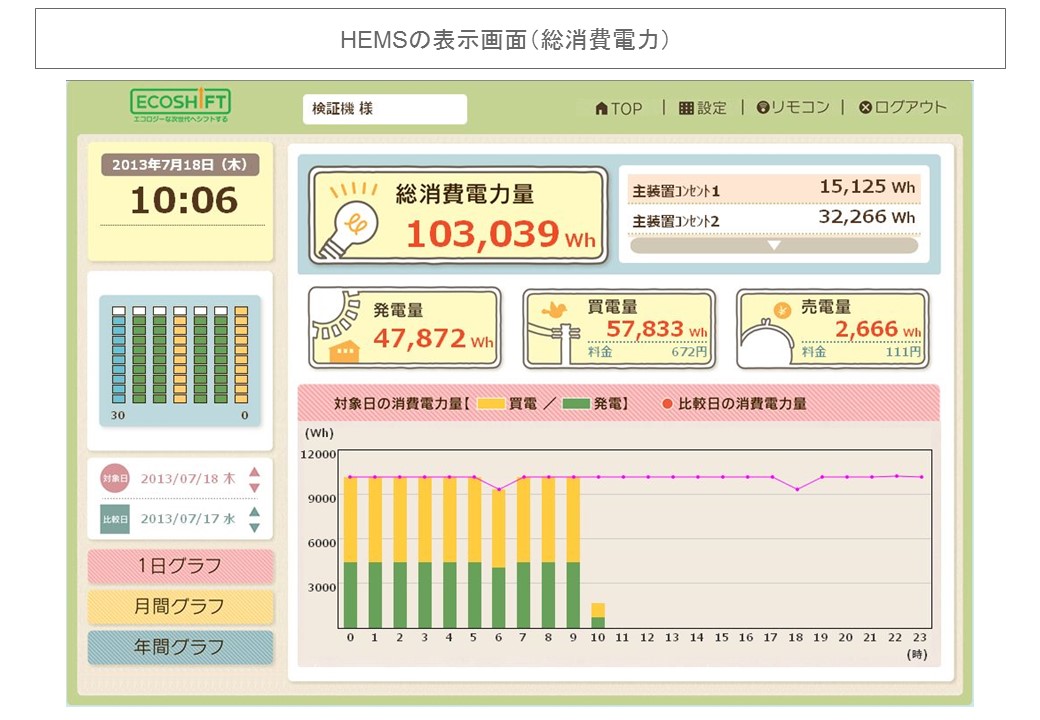 HEMSの表示画面（総消費電力）
ECOSHIFT
エコロジーな次世代へシフトする
検証機 様
TOP | 設定 | リモコン | ログアウト
2013年7月18日（木）
10:06
総消費電力量
103,039 Wh
主装置ｺﾝｾﾝﾄ1 15,125 Wh
主装置ｺﾝｾﾝﾄ2 32,266 Wh
発電量
47,872 Wh
買電量
57,833 Wh
料金 672円
売電量
2,666 Wh
料金 111円
30 0
対象日 2013/07/18 木
比較日 2013/07/17 水
1日グラフ
月間グラフ
年間グラフ
対象日の消費電力量【 買電 ／ 発電】 比較日の消費電力量
(Wh)
12000
9000
6000
3000
0 1 2 3 4 5 6 7 8 9 10 11 12 13 14 15 16 17 18 19 20 21 22 23
(時)